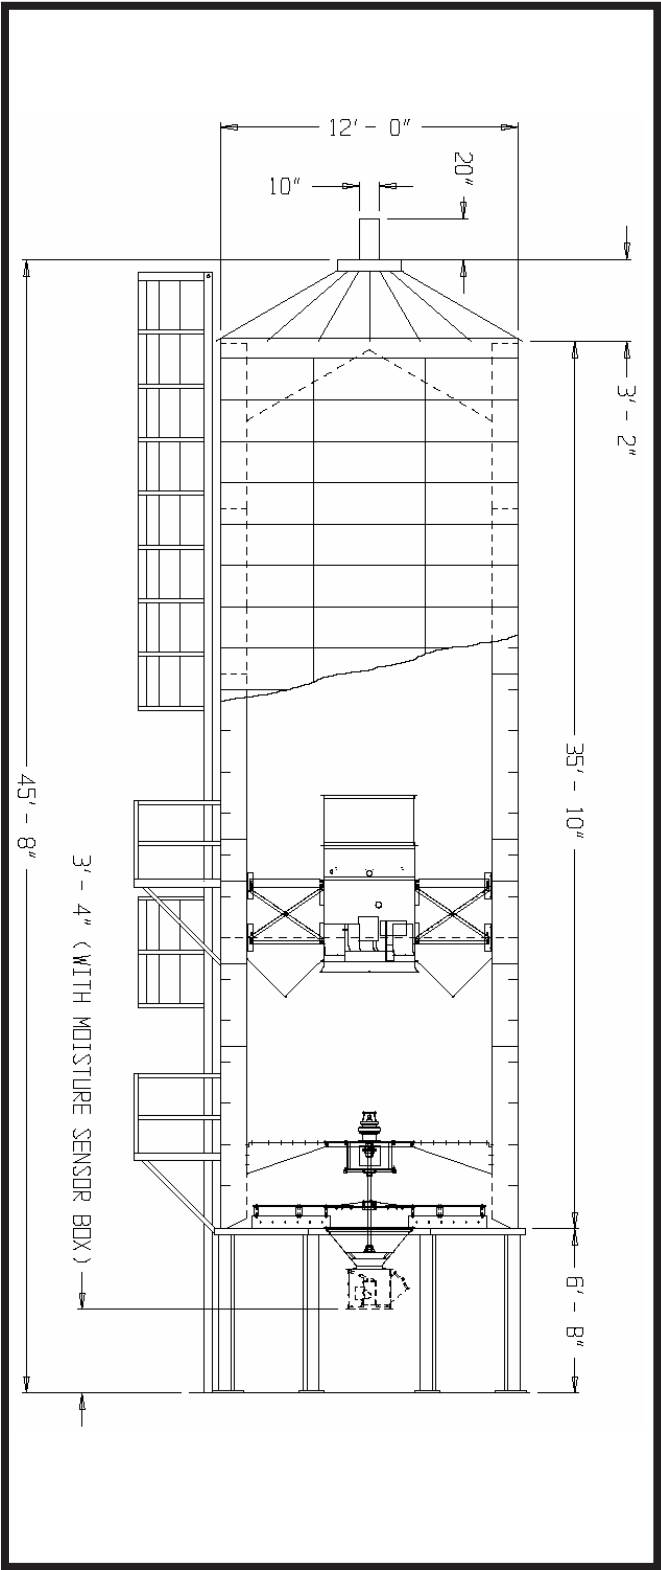 12' - 0"
20"
10"
3' - 2"
35' - 10"
45' - 8"
3' - 4" (WITH MOISTURE SENSOR BOX)
6' - 8"